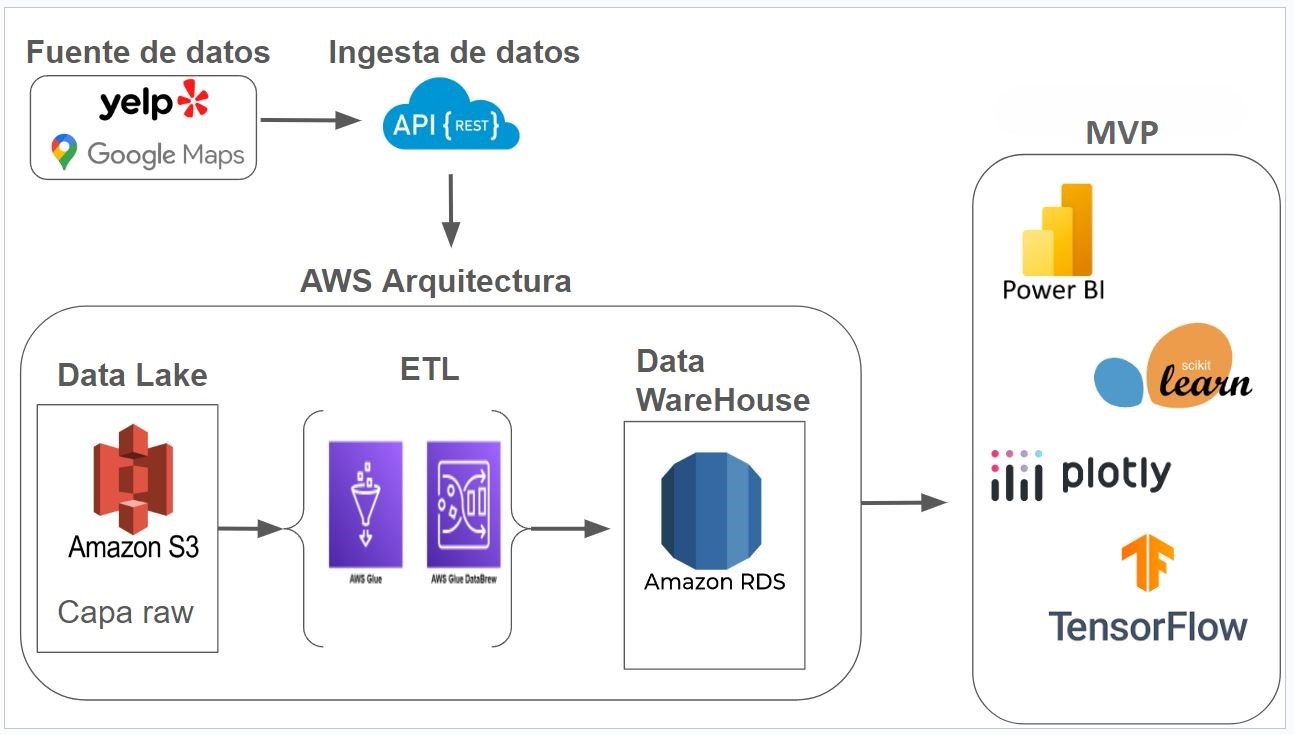 Fuente de datos
yelp
Google Maps
Ingesta de datos
API {REST}
AWS Arquitectura
Data Lake
Amazon S3
Capa raw
ETL
AWS Glue
AWS Glue DataBrew
Data
WareHouse
Amazon RDS
MVP
Power BI
scikit
learn
plotly
TensorFlow